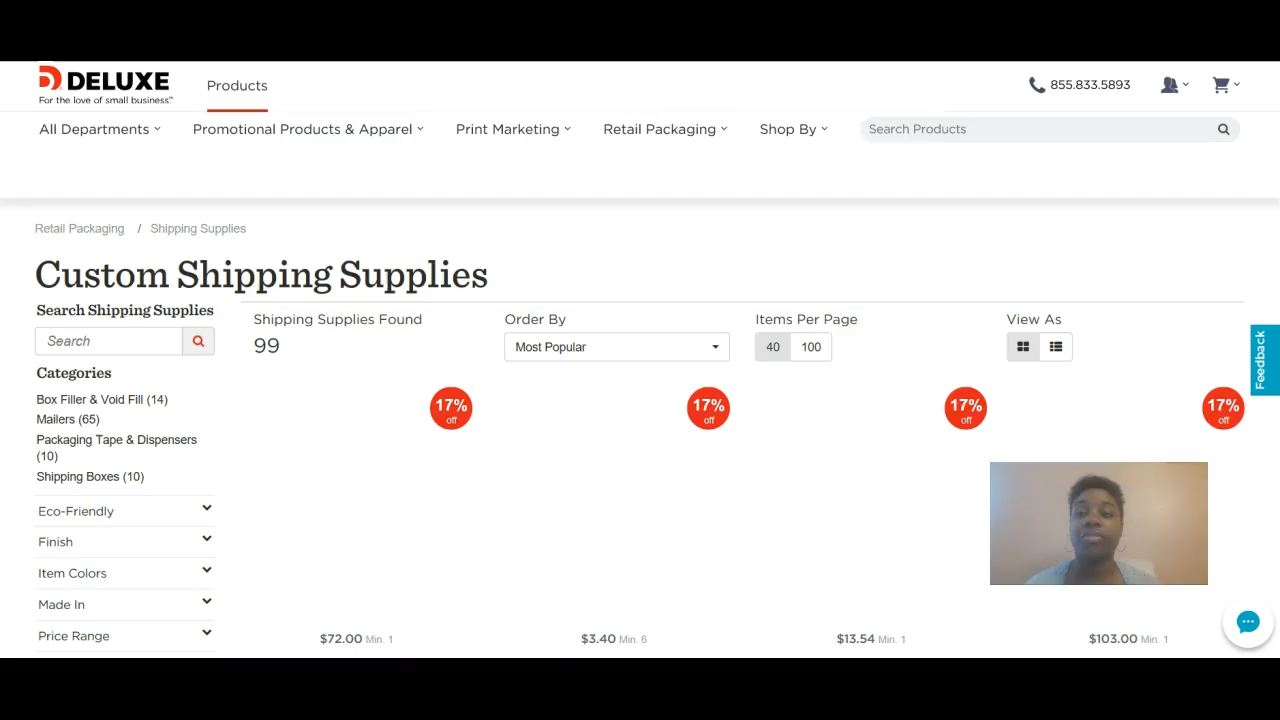 DELUXE
For the love of small business.™
Products
855.833.5893
All Departments
Promotional Products & Apparel
Print Marketing
Retail Packaging
Shop By
Search Products
Retail Packaging / Shipping Supplies
Custom Shipping Supplies
Search Shipping Supplies
Search
Categories
Box Filler & Void Fill (14)
Mailers (65)
Packaging Tape & Dispensers
(10)
Shipping Boxes (10)
Eco-Friendly
Finish
Item Colors
Made In
Price Range
Shipping Supplies Found
99
Order By
Most Popular
Items Per Page
40
100
View As
17%
off
17%
off
17%
off
17%
off
$72.00 Min. 1
$3.40 Min. 6
$13.54 Min. 1
$103.00 Min. 1
Feedback